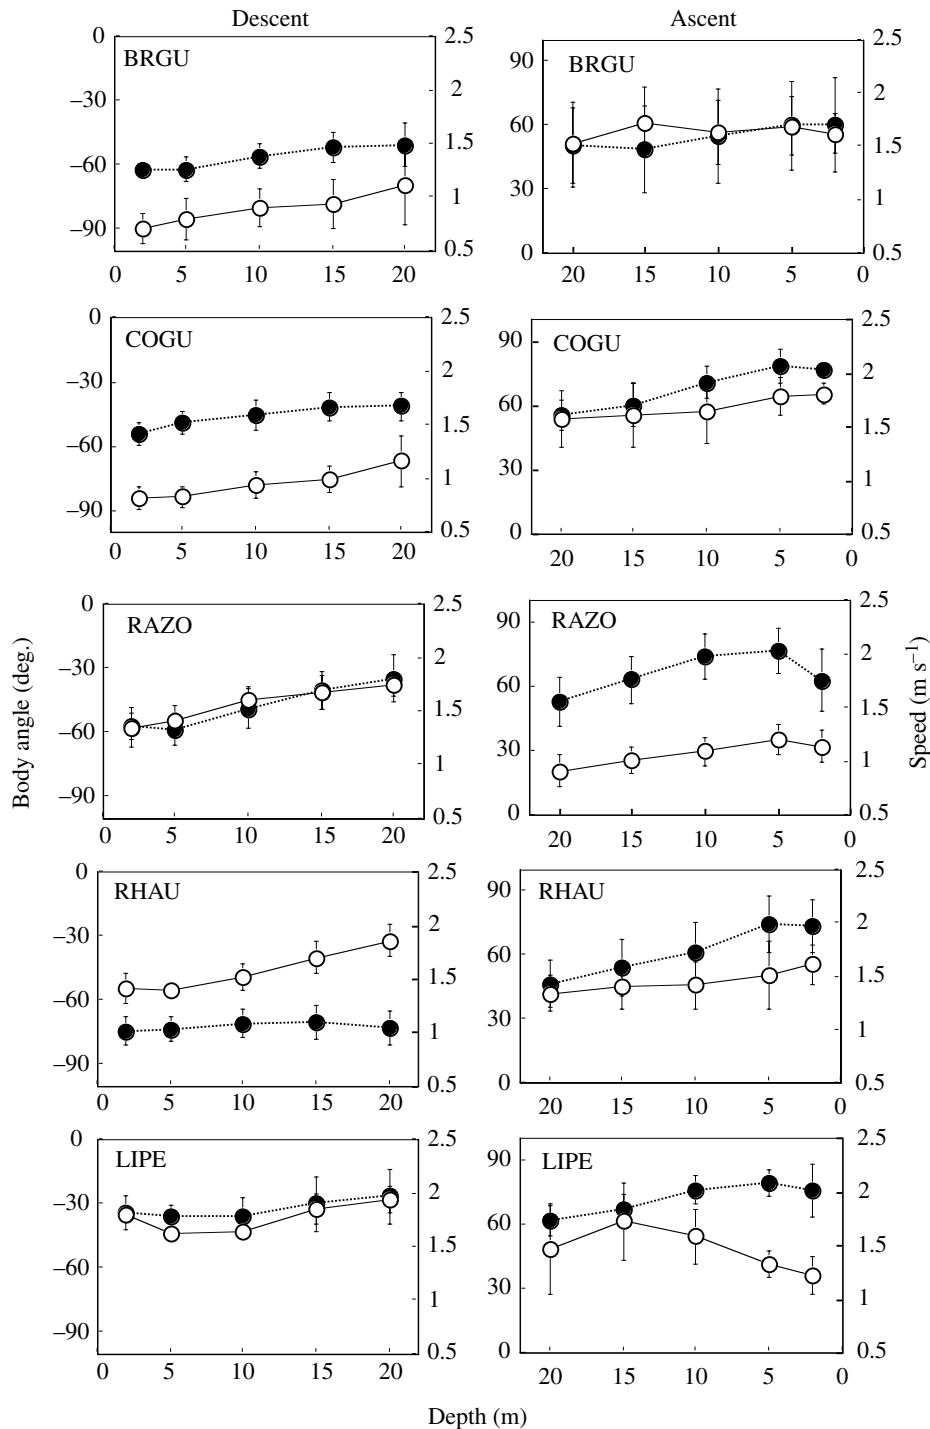 Descent Ascent
0 2.5 2.5
BRGU 90 BRGU
–30 2 2
–60 1.5 60 1.5
1 30 1
–90
0.5 0 0.5
0 5 10 15 20 20 15 10 5 0
0 2.5 2.5
COGU 90 COGU
–30 2 2
–60 1.5 60 1.5
1 30 1
–90
0.5 0 0.5
0 5 10 15 20 20 15 10 5 0
0 2.5 2.5
RAZO 90 RAZO
–30 2 2
–60 1.5 60 1.5
1 30 1
–90
0.5 0 0.5
0 5 10 15 20 20 15 10 5 0
Body angle (deg.)
Speed (m s–1)
0 2.5 2.5
RHAU 90 RHAU
–30 2 2
–60 1.5 60 1.5
1 30 1
–90
0.5 0 0.5
0 5 10 15 20 20 15 10 5 0
0 2.5 2.5
LIPE 90 LIPE
–30 2 2
–60 1.5 60 1.5
1 30 1
–90
0.5 0 0.5
0 5 10 15 20 20 15 10 5 0
Depth (m)